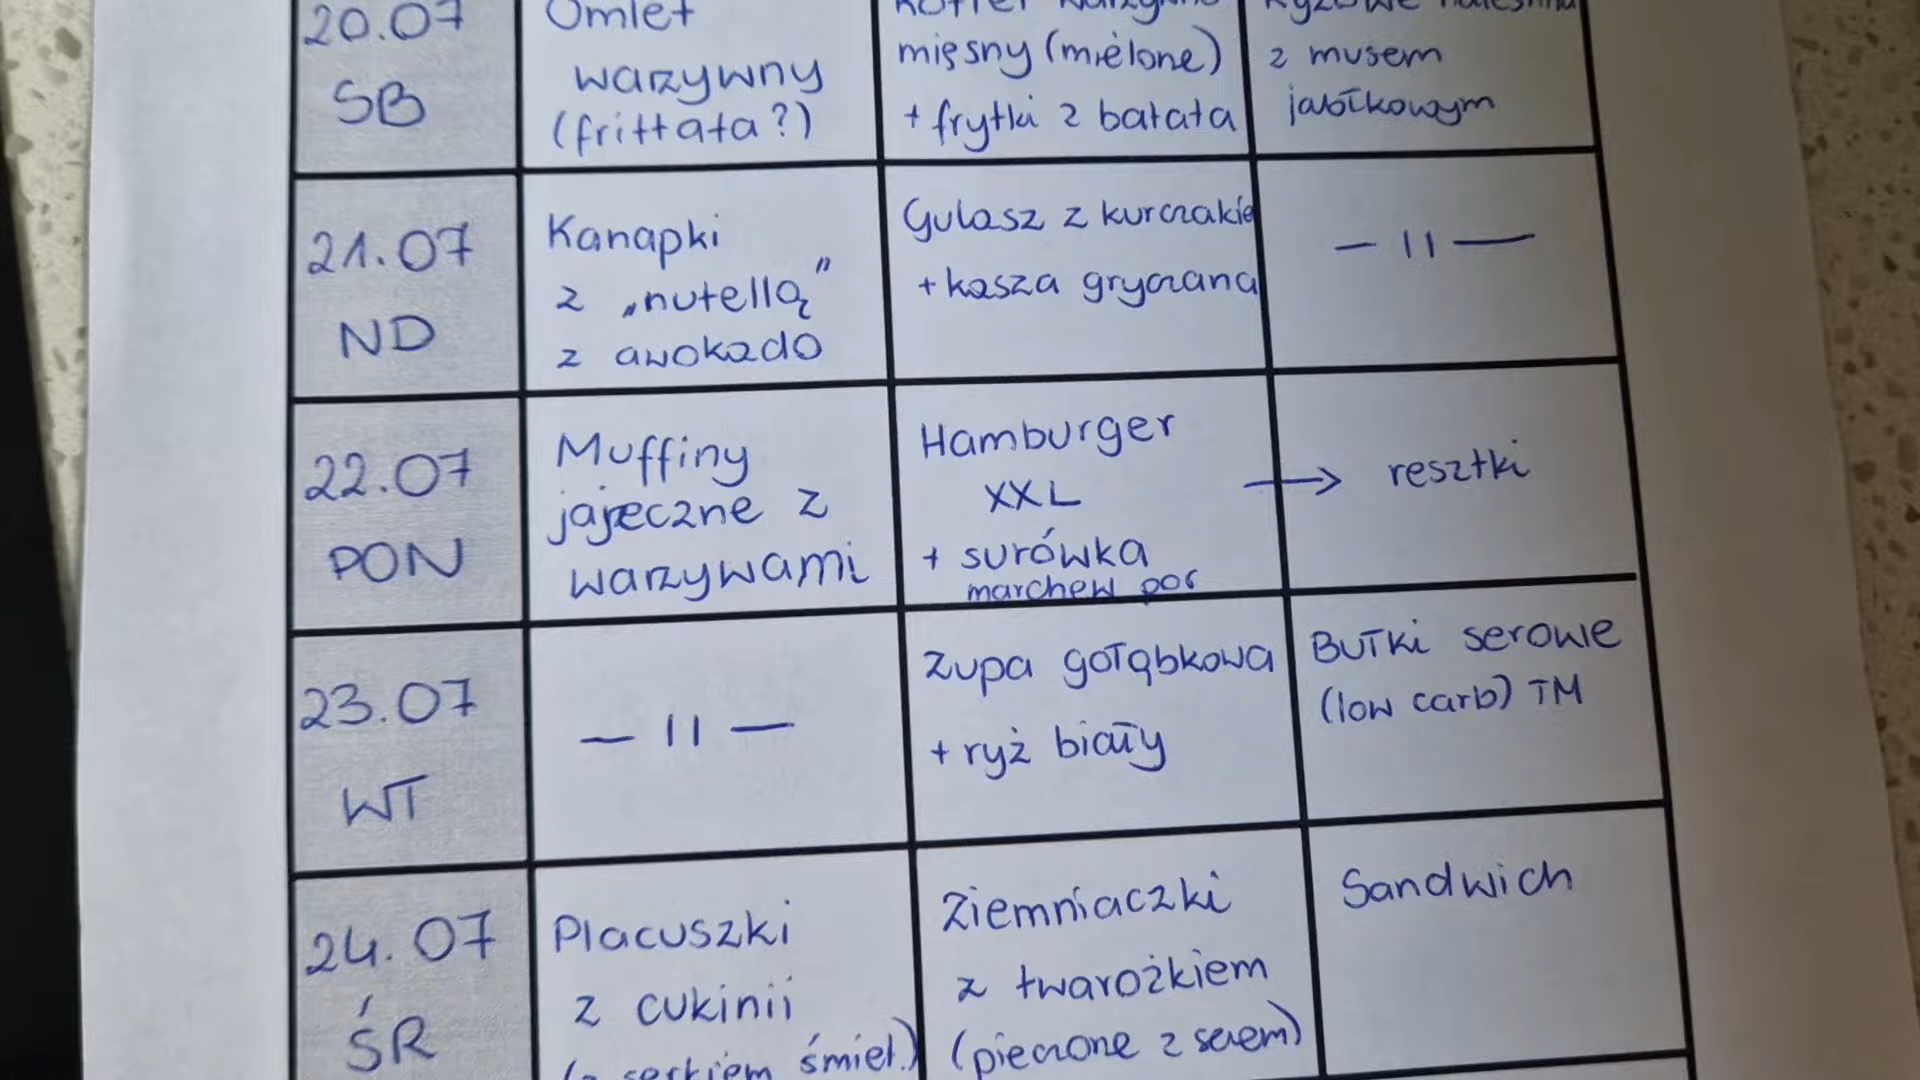 20.07
SB
Omlet
warzywny
(frittata?)
mięsny (mielone)
+ frytki z batata
z musem
jabłkowym
21.07
ND
Kanapki
z „nutellą”
z awokado
Gulasz z kurczakie
+ kasza gryczana
— 11 —
22.07
PON
Muffiny
jajeczne z
warzywami
Hamburger
XXL
+ surówka
marchew por
→ resztki
23.07
WT
— 11 —
Zupa gołąbkowa
+ ryż biały
Bułki serowe
(low carb) TM
24.07
ŚR
Placuszki
z cukinii
(z serkiem śmiet.)
Ziemniaczki
z twarożkiem
(pieczone z serem)
Sandwich